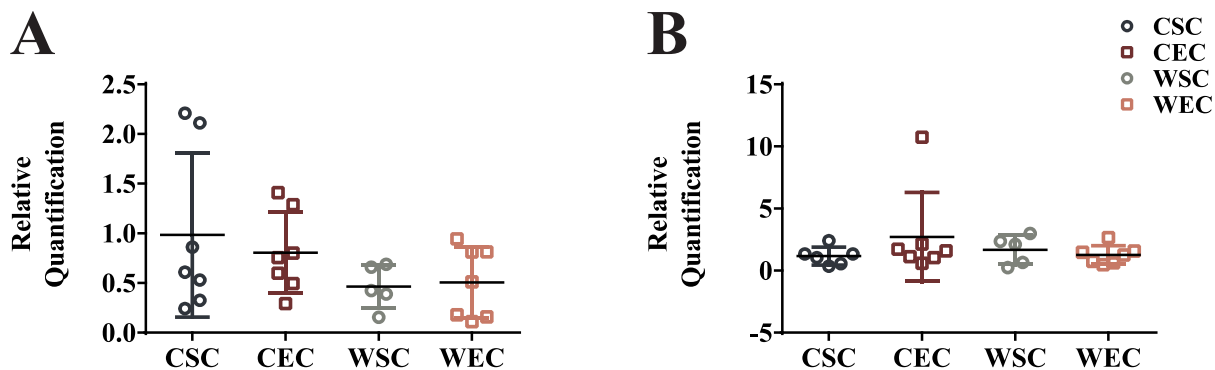 A
Relative
Quantification
2.5
2.0
1.5
1.0
0.5
0.0
CSC
CEC
WSC
WEC
B
Relative
Quantification
15
10
5
0
-5
CSC
CEC
WSC
WEC
CSC
CEC
WSC
WEC